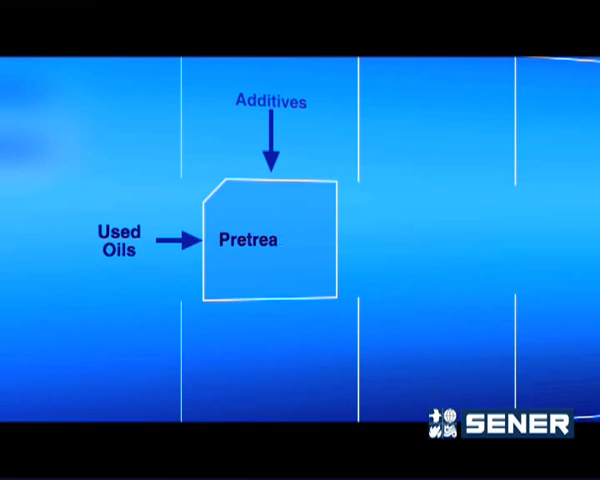 Additives
Used
Oils
Pretrea
SENER